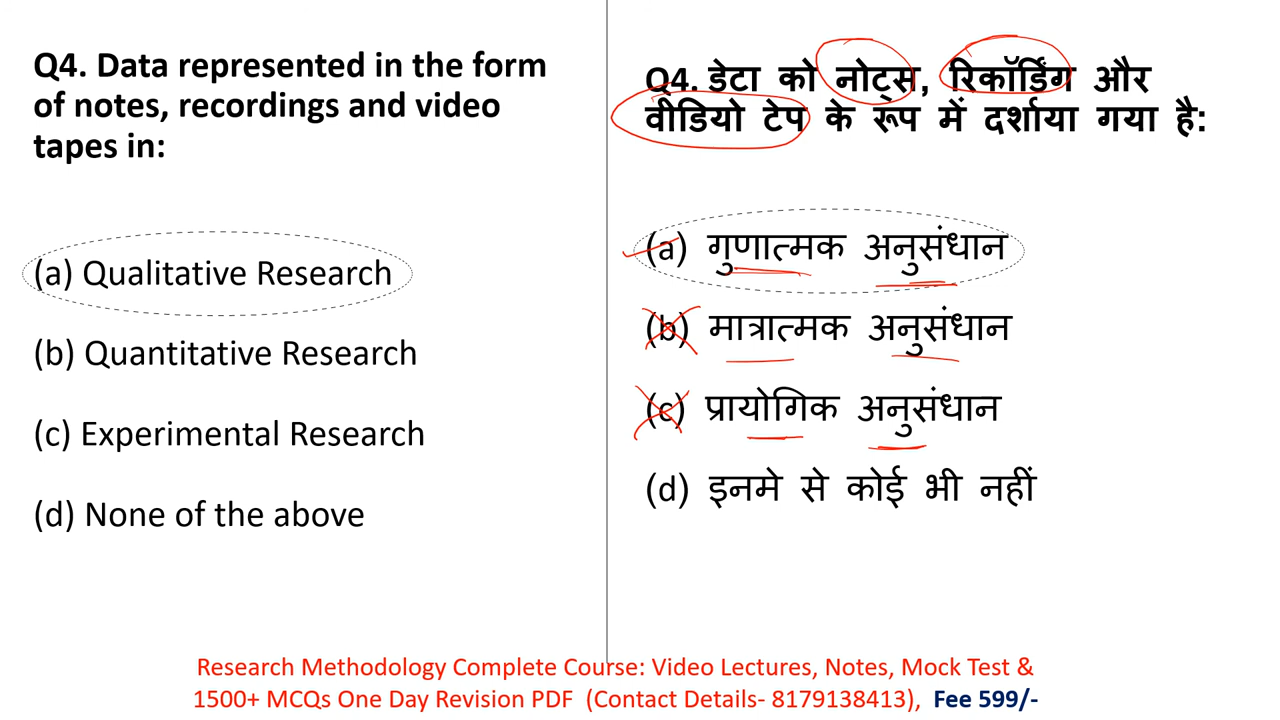 Q4. Data represented in the form
of notes, recordings and video
tapes in:
(a) Qualitative Research
(b) Quantitative Research
(c) Experimental Research
(d) None of the above
Q4. डेटा को नोट्स, रिकॉर्डिंग और
वीडियो टेप के रूप में दर्शाया गया है:
(a) गुणात्मक अनुसंधान
(b) मात्रात्मक अनुसंधान
(c) प्रायोगिक अनुसंधान
(d) इनमे से कोई भी नहीं
Research Methodology Complete Course: Video Lectures, Notes, Mock Test &
1500+ MCQs One Day Revision PDF (Contact Details- 8179138413), Fee 599/-